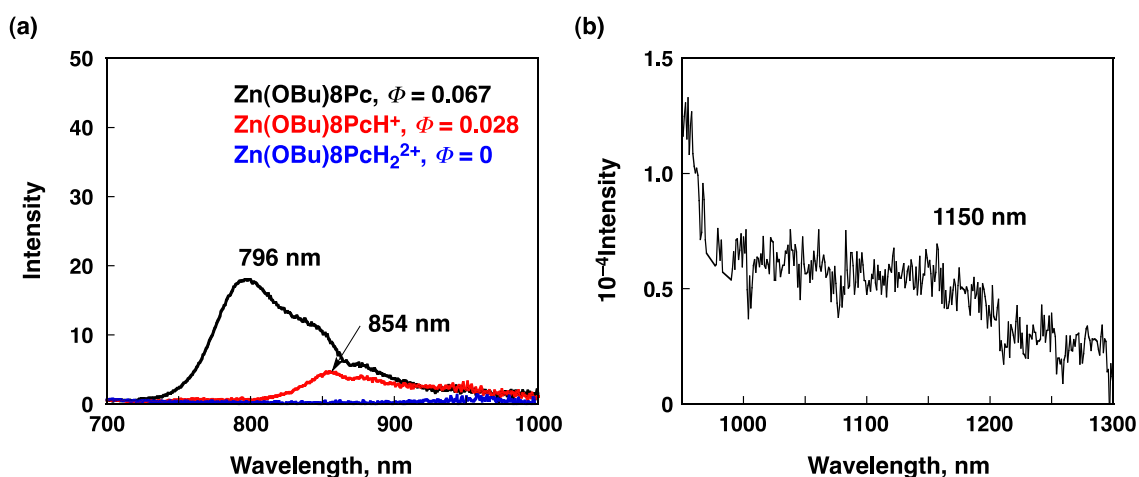 (a)
50
40
30
20
10
0
Intensity
Zn(OBu)8Pc, Φ = 0.067
Zn(OBu)8PcH⁺, Φ = 0.028
Zn(OBu)8PcH₂²⁺, Φ = 0
796 nm
854 nm
700 800 900 1000
Wavelength, nm
(b)
1.5
1.0
0.5
0
10⁻⁴Intensity
1150 nm
1000 1100 1200 1300
Wavelength, nm